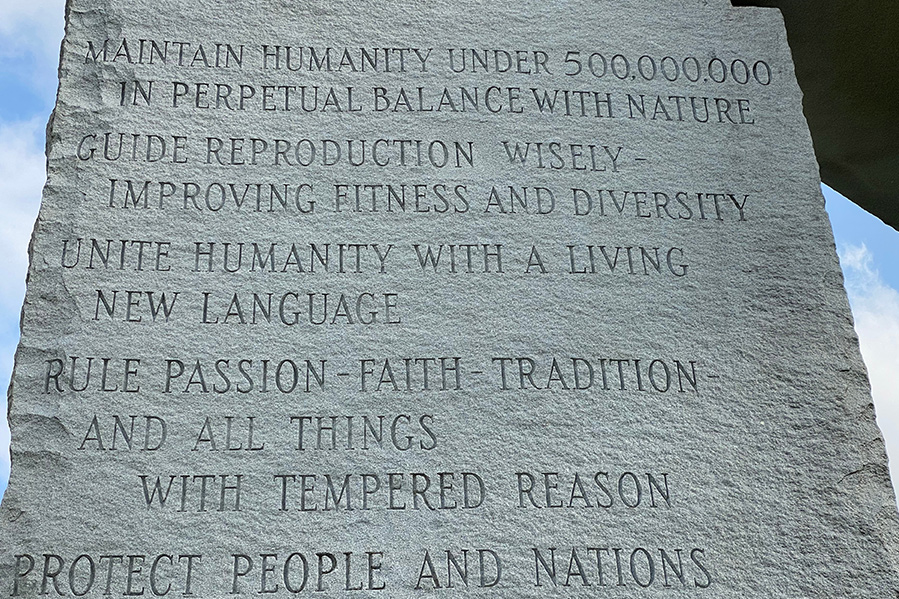 MAINTAIN HUMANITY UNDER 500,000,000
IN PERPETUAL BALANCE WITH NATURE
GUIDE REPRODUCTION WISELY -
IMPROVING FITNESS AND DIVERSITY
UNITE HUMANITY WITH A LIVING
NEW LANGUAGE
RULE PASSION - FAITH - TRADITION -
AND ALL THINGS
WITH TEMPERED REASON
PROTECT PEOPLE AND NATIONS